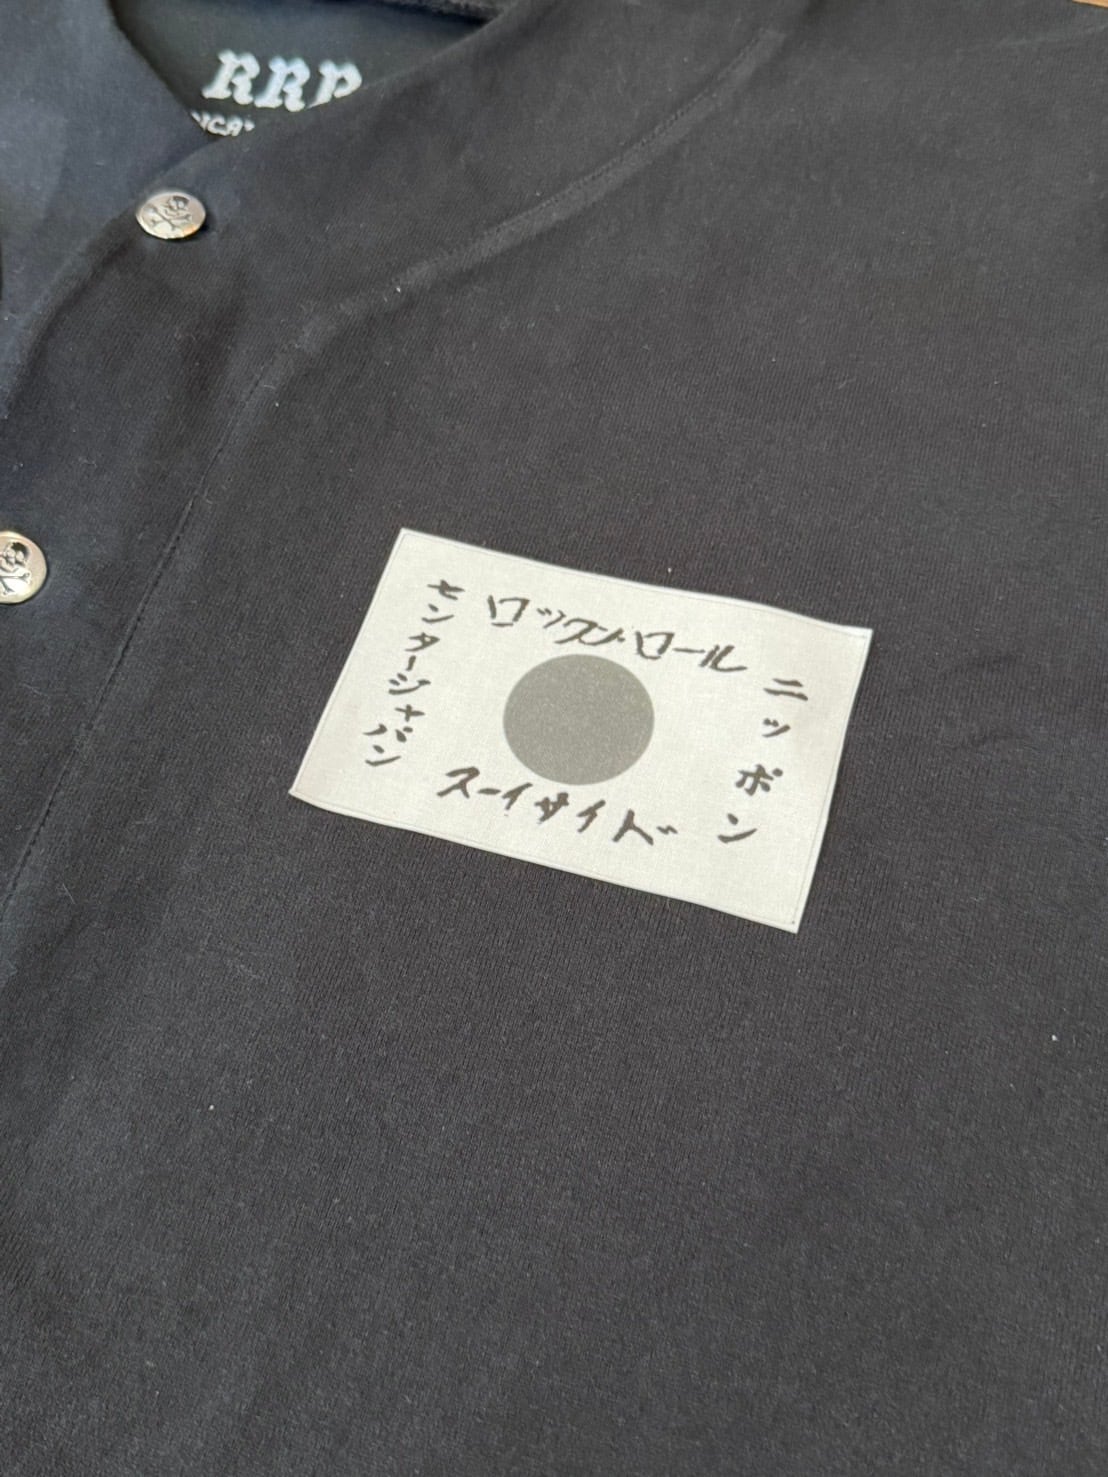 RRP
ロックンロール
ニッポン
センタージャパン
スーイサイド